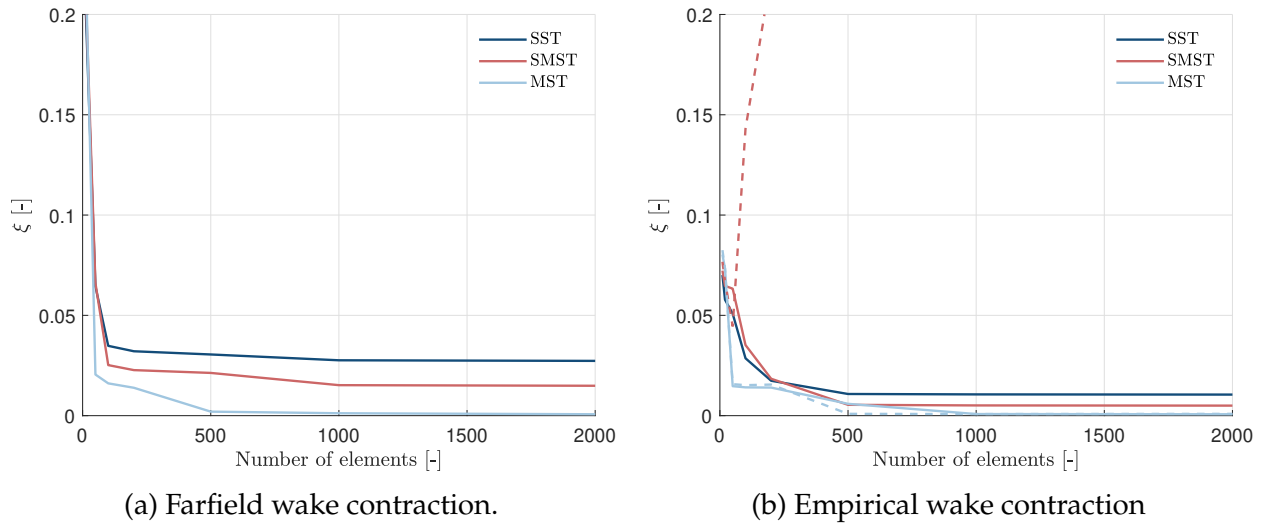 0.2
0.15
0.1
0.05
0
ξ [-]
SST
SMST
MST
0 500 1000 1500 2000
Number of elements [-]
(a) Farfield wake contraction.
0.2
0.15
0.1
0.05
0
ξ [-]
SST
SMST
MST
0 500 1000 1500 2000
Number of elements [-]
(b) Empirical wake contraction